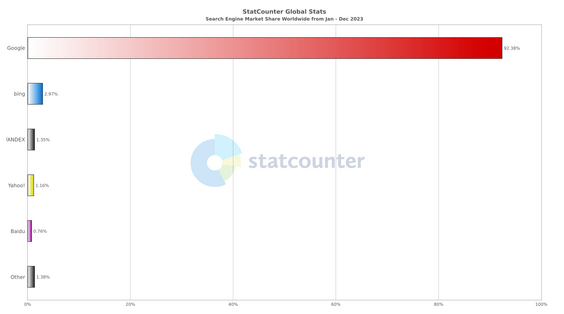 StatCounter Global Stats
Search Engine Market Share Worldwide from Jan - Dec 2023
Google 92.38%
bing 2.97%
YANDEX 1.35%
Yahoo! 1.16%
Baidu 0.76%
Other 1.38%
statcounter
0% 20% 40% 60% 80% 100%